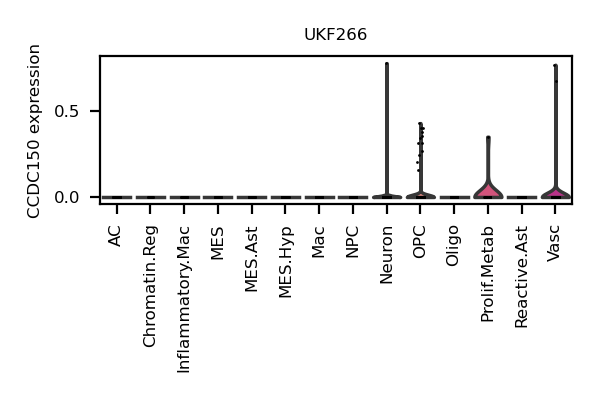 UKF266
CCDC150 expression
0.5
0.0
AC
Chromatin.Reg
Inflammatory.Mac
MES
MES.Ast
MES.Hyp
Mac
NPC
Neuron
OPC
Oligo
Prolif.Metab
Reactive.Ast
Vasc